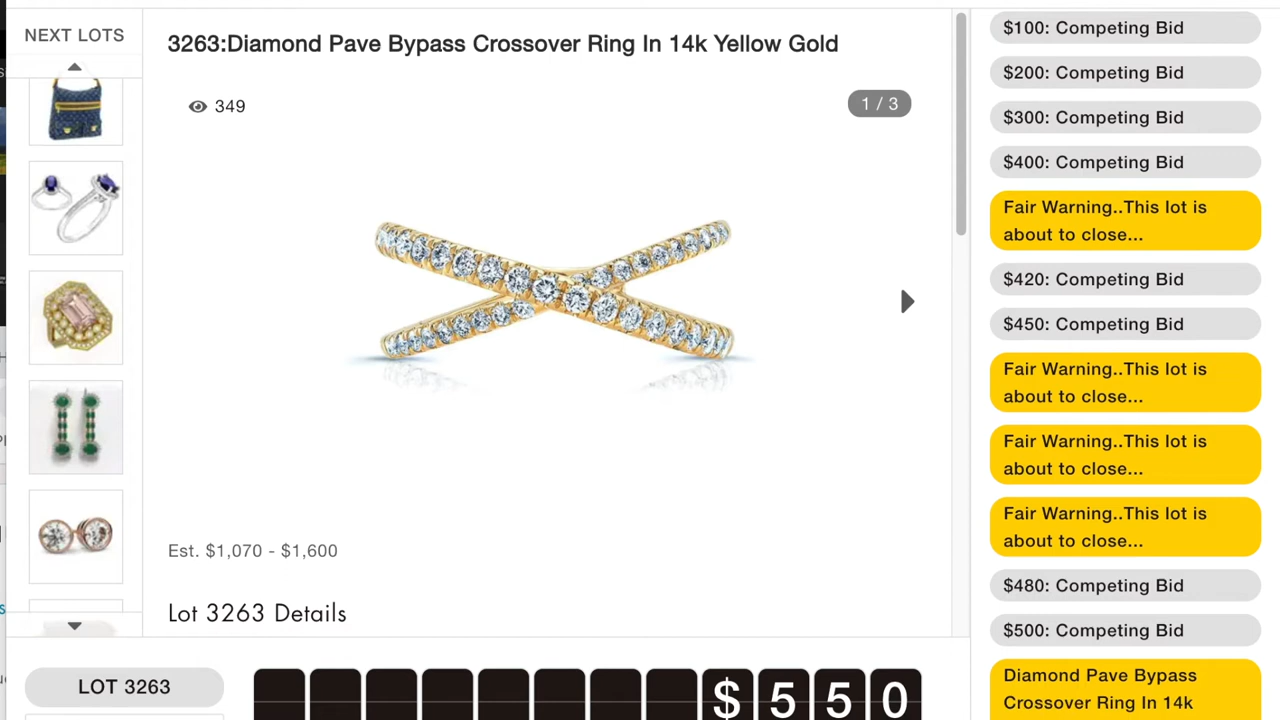 NEXT LOTS
3263:Diamond Pave Bypass Crossover Ring In 14k Yellow Gold
349
1 / 3
Est. $1,070 - $1,600
Lot 3263 Details
LOT 3263
$550
$100: Competing Bid
$200: Competing Bid
$300: Competing Bid
$400: Competing Bid
Fair Warning..This lot is
about to close...
$420: Competing Bid
$450: Competing Bid
Fair Warning..This lot is
about to close...
Fair Warning..This lot is
about to close...
Fair Warning..This lot is
about to close...
$480: Competing Bid
$500: Competing Bid
Diamond Pave Bypass
Crossover Ring In 14k